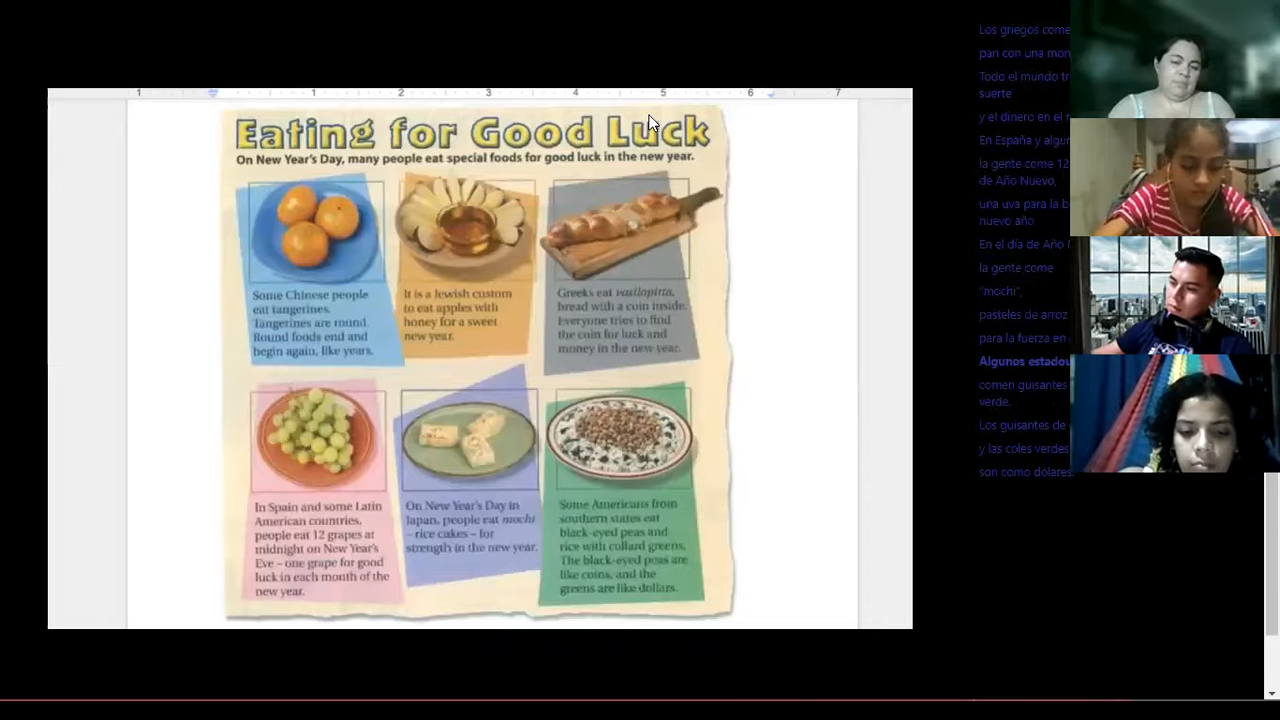 Eating for Good Luck
On New Year's Day, many people eat special foods for good luck in the new year.
Some Chinese people
eat tangerines.
Tangerines are round.
Round foods end and
begin again, like years.
It is a Jewish custom
to eat apples with
honey for a sweet
new year.
Greeks eat vasilopitta,
bread with a coin inside.
Everyone tries to find
the coin for luck and
money in the new year.
In Spain and some Latin
American countries,
people eat 12 grapes at
midnight on New Year's
Eve – one grape for good
luck in each month of the
new year.
On New Year's Day in
Japan, people eat mochi
– rice cakes – for
strength in the new year.
Some Americans from
southern states eat
black-eyed peas and
rice with collard greens.
The black-eyed peas are
like coins, and the
greens are like dollars.
1 1 2 3 4 5 6 7
Los griegos come
pan con una
Todo el mundo
suerte
y el dinero en el
En España y
la gente come 12
de Año Nuevo,
una uva para la
nuevo año
En el día de Año
la gente come
"mochi",
pasteles de arroz
para la fuerza en
Algunos
comen guisantes
verde.
Los guisantes de
y las coles verdes
son como dólares.